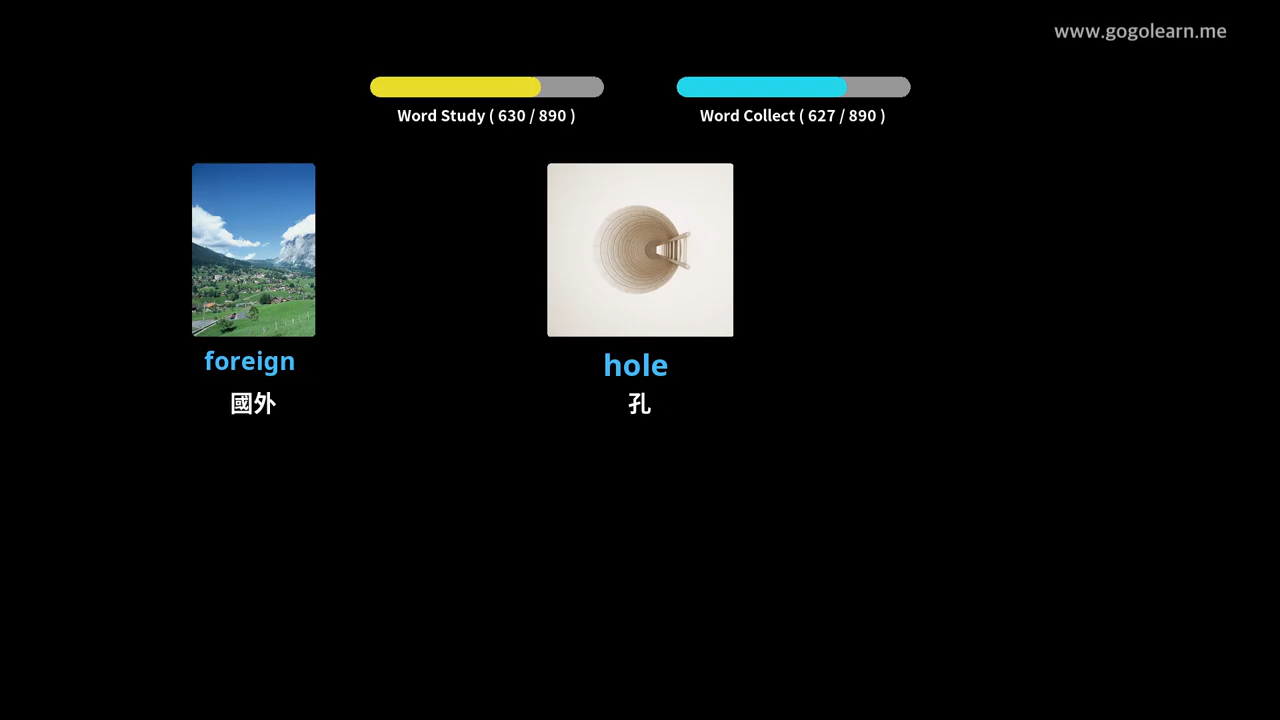 www.gogolearn.me
Word Study ( 630 / 890 )
Word Collect ( 627 / 890 )
foreign
國外
hole
孔